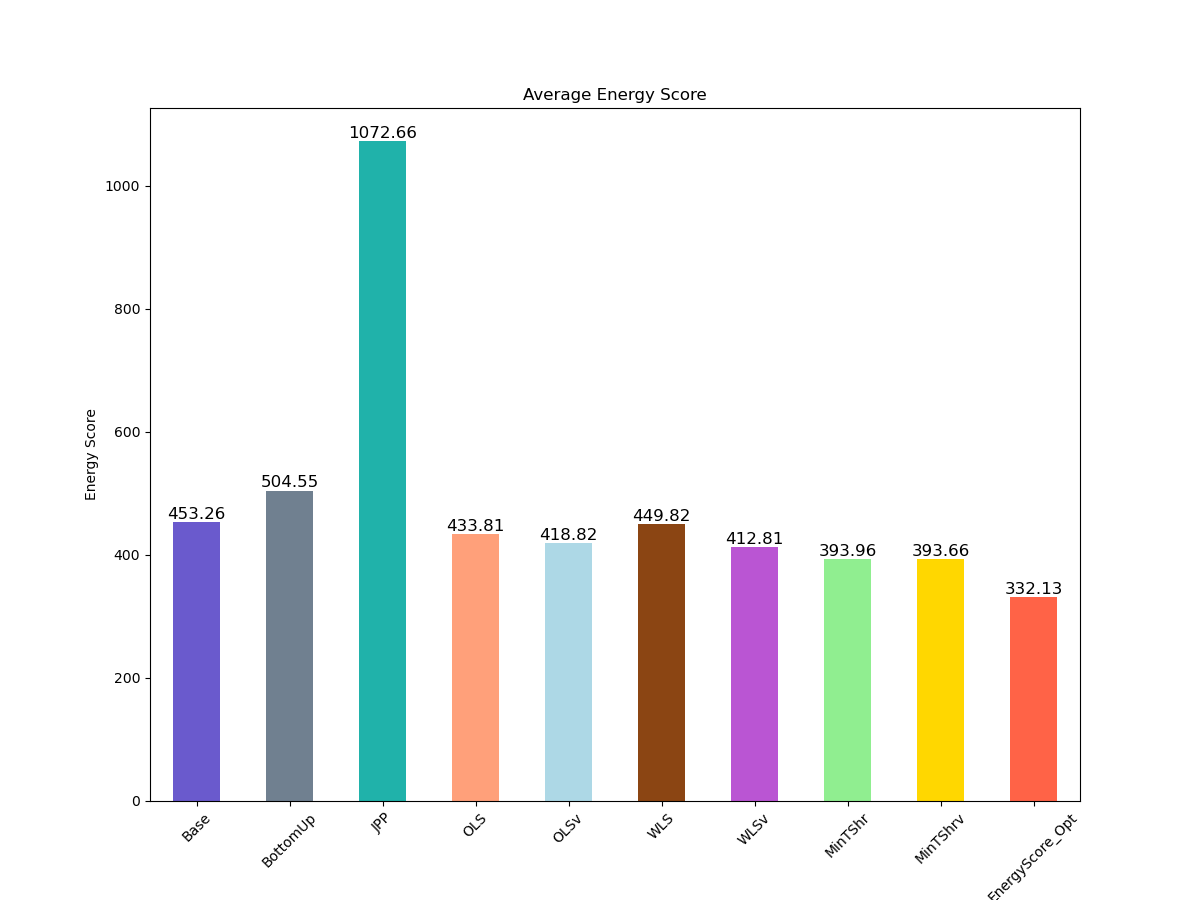 Average Energy Score
Energy Score
1000
800
600
400
200
0
453.26
504.55
1072.66
433.81
418.82
449.82
412.81
393.96
393.66
332.13
Base
BottomUp
JPP
OLS
OLSv
WLS
WLSv
MinTShr
MinTShrv
EnergyScore_Opt